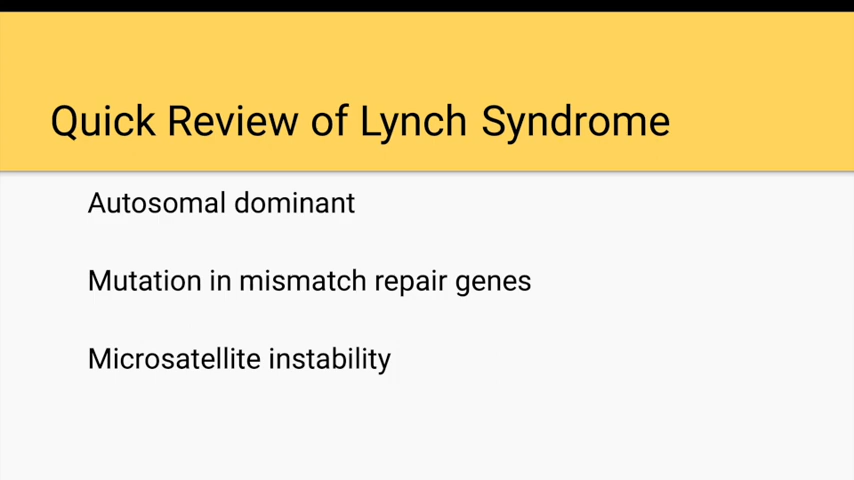 Quick Review of Lynch Syndrome
Autosomal dominant
Mutation in mismatch repair genes
Microsatellite instability